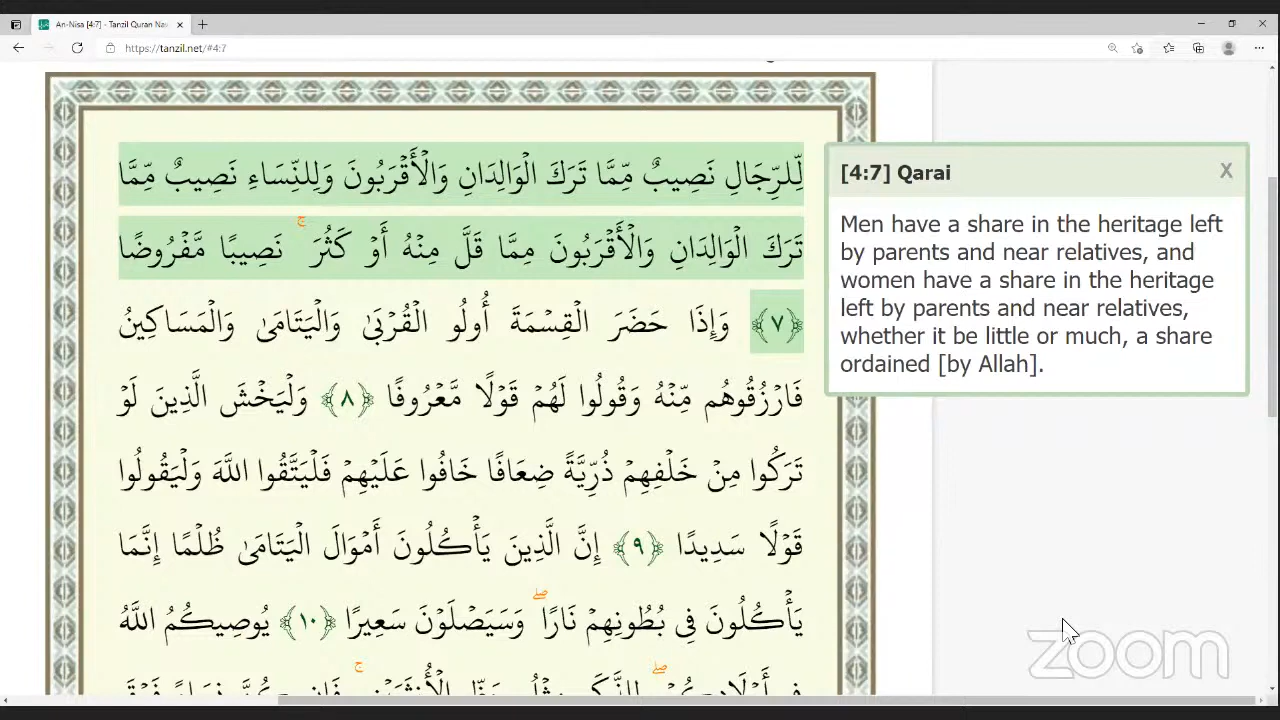 An-Nisa [4:7] - Tanzil Quran Nav
https://tanzil.net/#4:7
لِّلرِّجَالِ نَصِيبٌ مِّمَّا تَرَكَ الْوَالِدَانِ وَالْأَقْرَبُونَ وَلِلنِّسَاءِ نَصِيبٌ مِّمَّا
تَرَكَ الْوَالِدَانِ وَالْأَقْرَبُونَ مِمَّا قَلَّ مِنْهُ أَوْ كَثُرَ ۚ نَصِيبًا مَّفْرُوضًا
﴿٧﴾ وَإِذَا حَضَرَ الْقِسْمَةَ أُولُو الْقُرْبَىٰ وَالْيَتَامَىٰ وَالْمَسَاكِينُ
فَارْزُقُوهُم مِّنْهُ وَقُولُوا لَهُمْ قَوْلًا مَّعْرُوفًا ﴿٨﴾ وَلْيَخْشَ الَّذِينَ لَوْ
تَرَكُوا مِنْ خَلْفِهِمْ ذُرِّيَّةً ضِعَافًا خَافُوا عَلَيْهِمْ فَلْيَتَّقُوا اللَّهَ وَلْيَقُولُوا
قَوْلًا سَدِيدًا ﴿٩﴾ إِنَّ الَّذِينَ يَأْكُلُونَ أَمْوَالَ الْيَتَامَىٰ ظُلْمًا إِنَّمَا
يَأْكُلُونَ فِي بُطُونِهِمْ نَارًا ۖ وَسَيَصْلَوْنَ سَعِيرًا ﴿١٠﴾ يُوصِيكُمُ اللَّهُ
[4:7] Qarai
X
Men have a share in the heritage left
by parents and near relatives, and
women have a share in the heritage
left by parents and near relatives,
whether it be little or much, a share
ordained [by Allah].
zoom